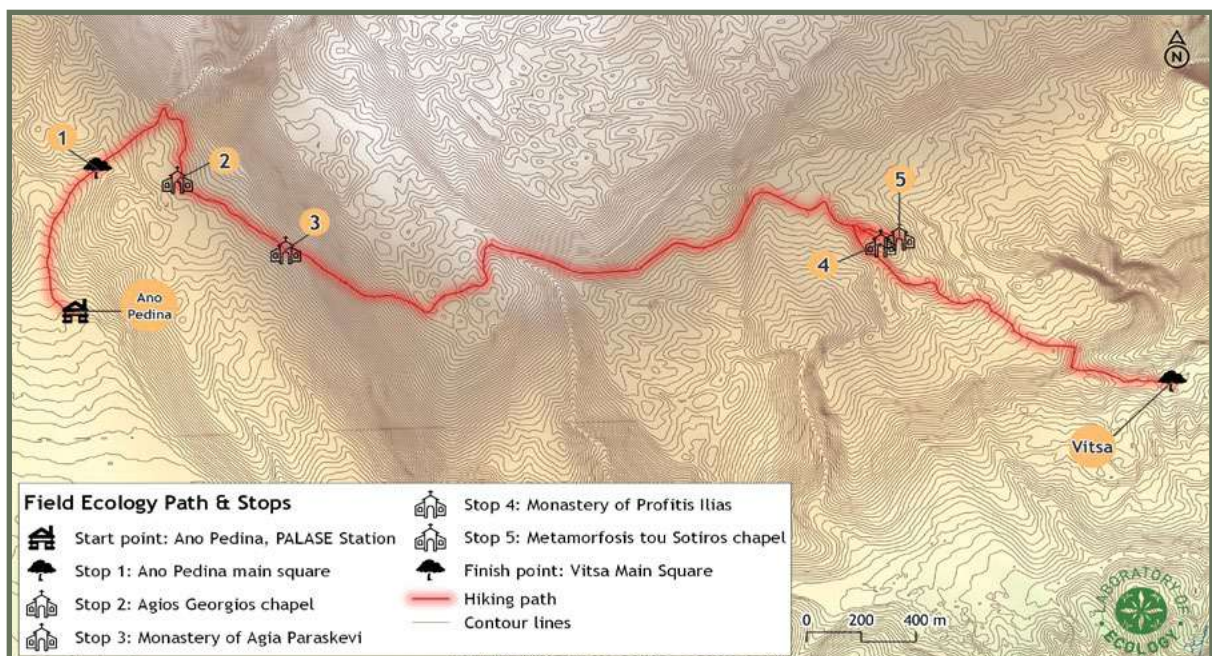 N
1
2
3
5
4
Ano
Pedina
Vitsa
Field Ecology Path & Stops
Start point: Ano Pedina, PALASE Station
Stop 1: Ano Pedina main square
Stop 2: Agios Georgios chapel
Stop 3: Monastery of Agia Paraskevi
Stop 4: Monastery of Profitis Ilias
Stop 5: Metamorfosis tou Sotiros chapel
Finish point: Vitsa Main Square
Hiking path
Contour lines
0 200 400 m
LABORATORY OF
ECOLOGY